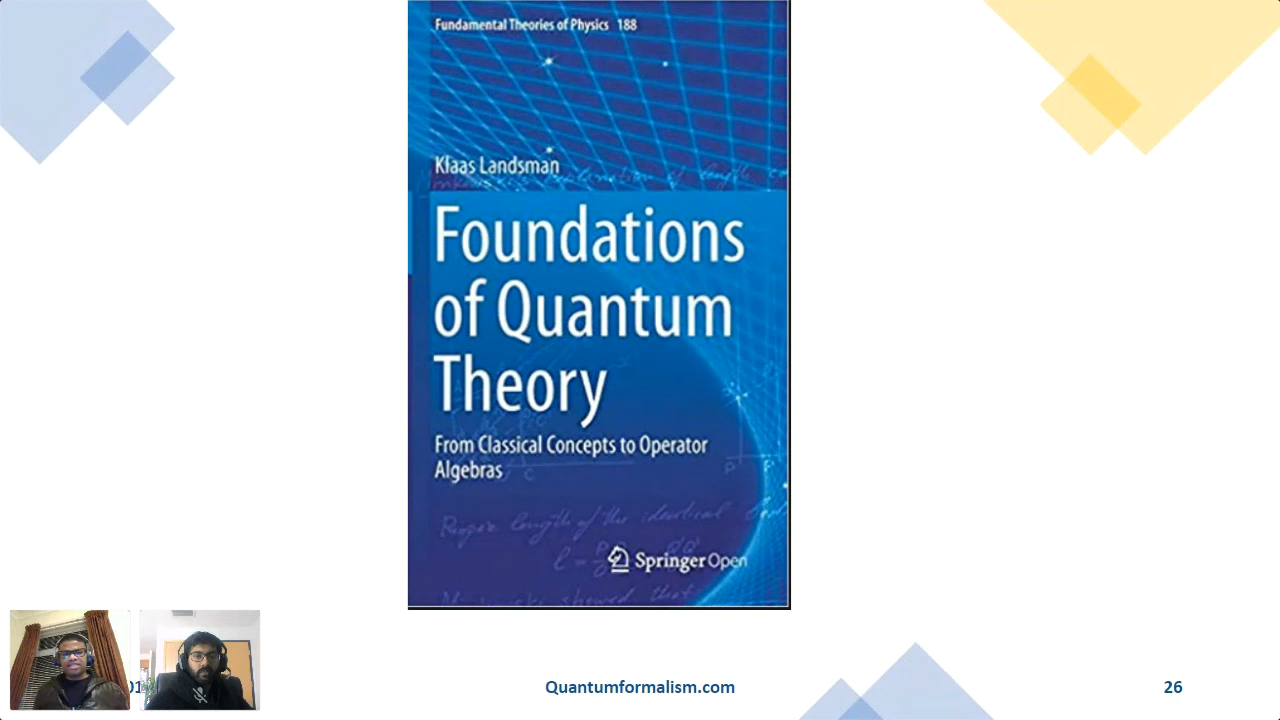 Fundamental Theories of Physics 188
Klaas Landsman
Foundations
of Quantum
Theory
From Classical Concepts to Operator
Algebras
Springer Open
Quantumformalism.com
26